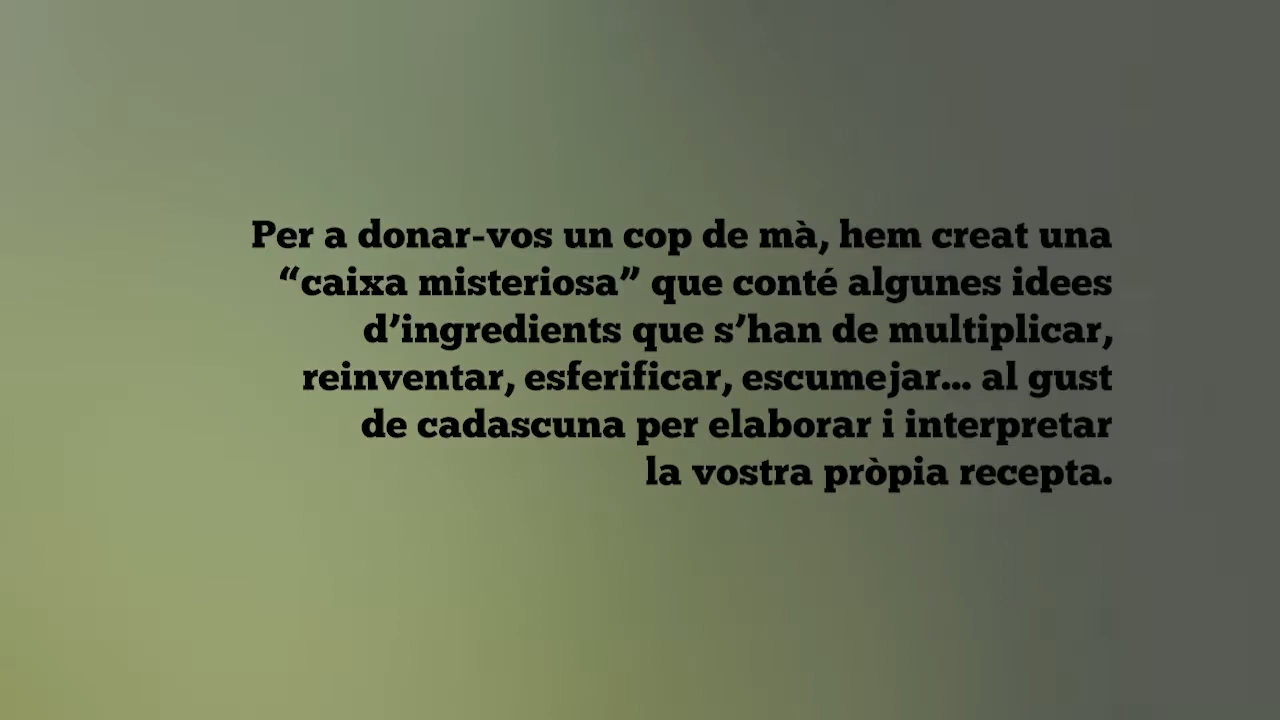 Per a donar-vos un cop de mà, hem creat una
“caixa misteriosa” que conté algunes idees
d’ingredients que s’han de multiplicar,
reinventar, esferificar, escumejar... al gust
de cadascuna per elaborar i interpretar
la vostra pròpia recepta.